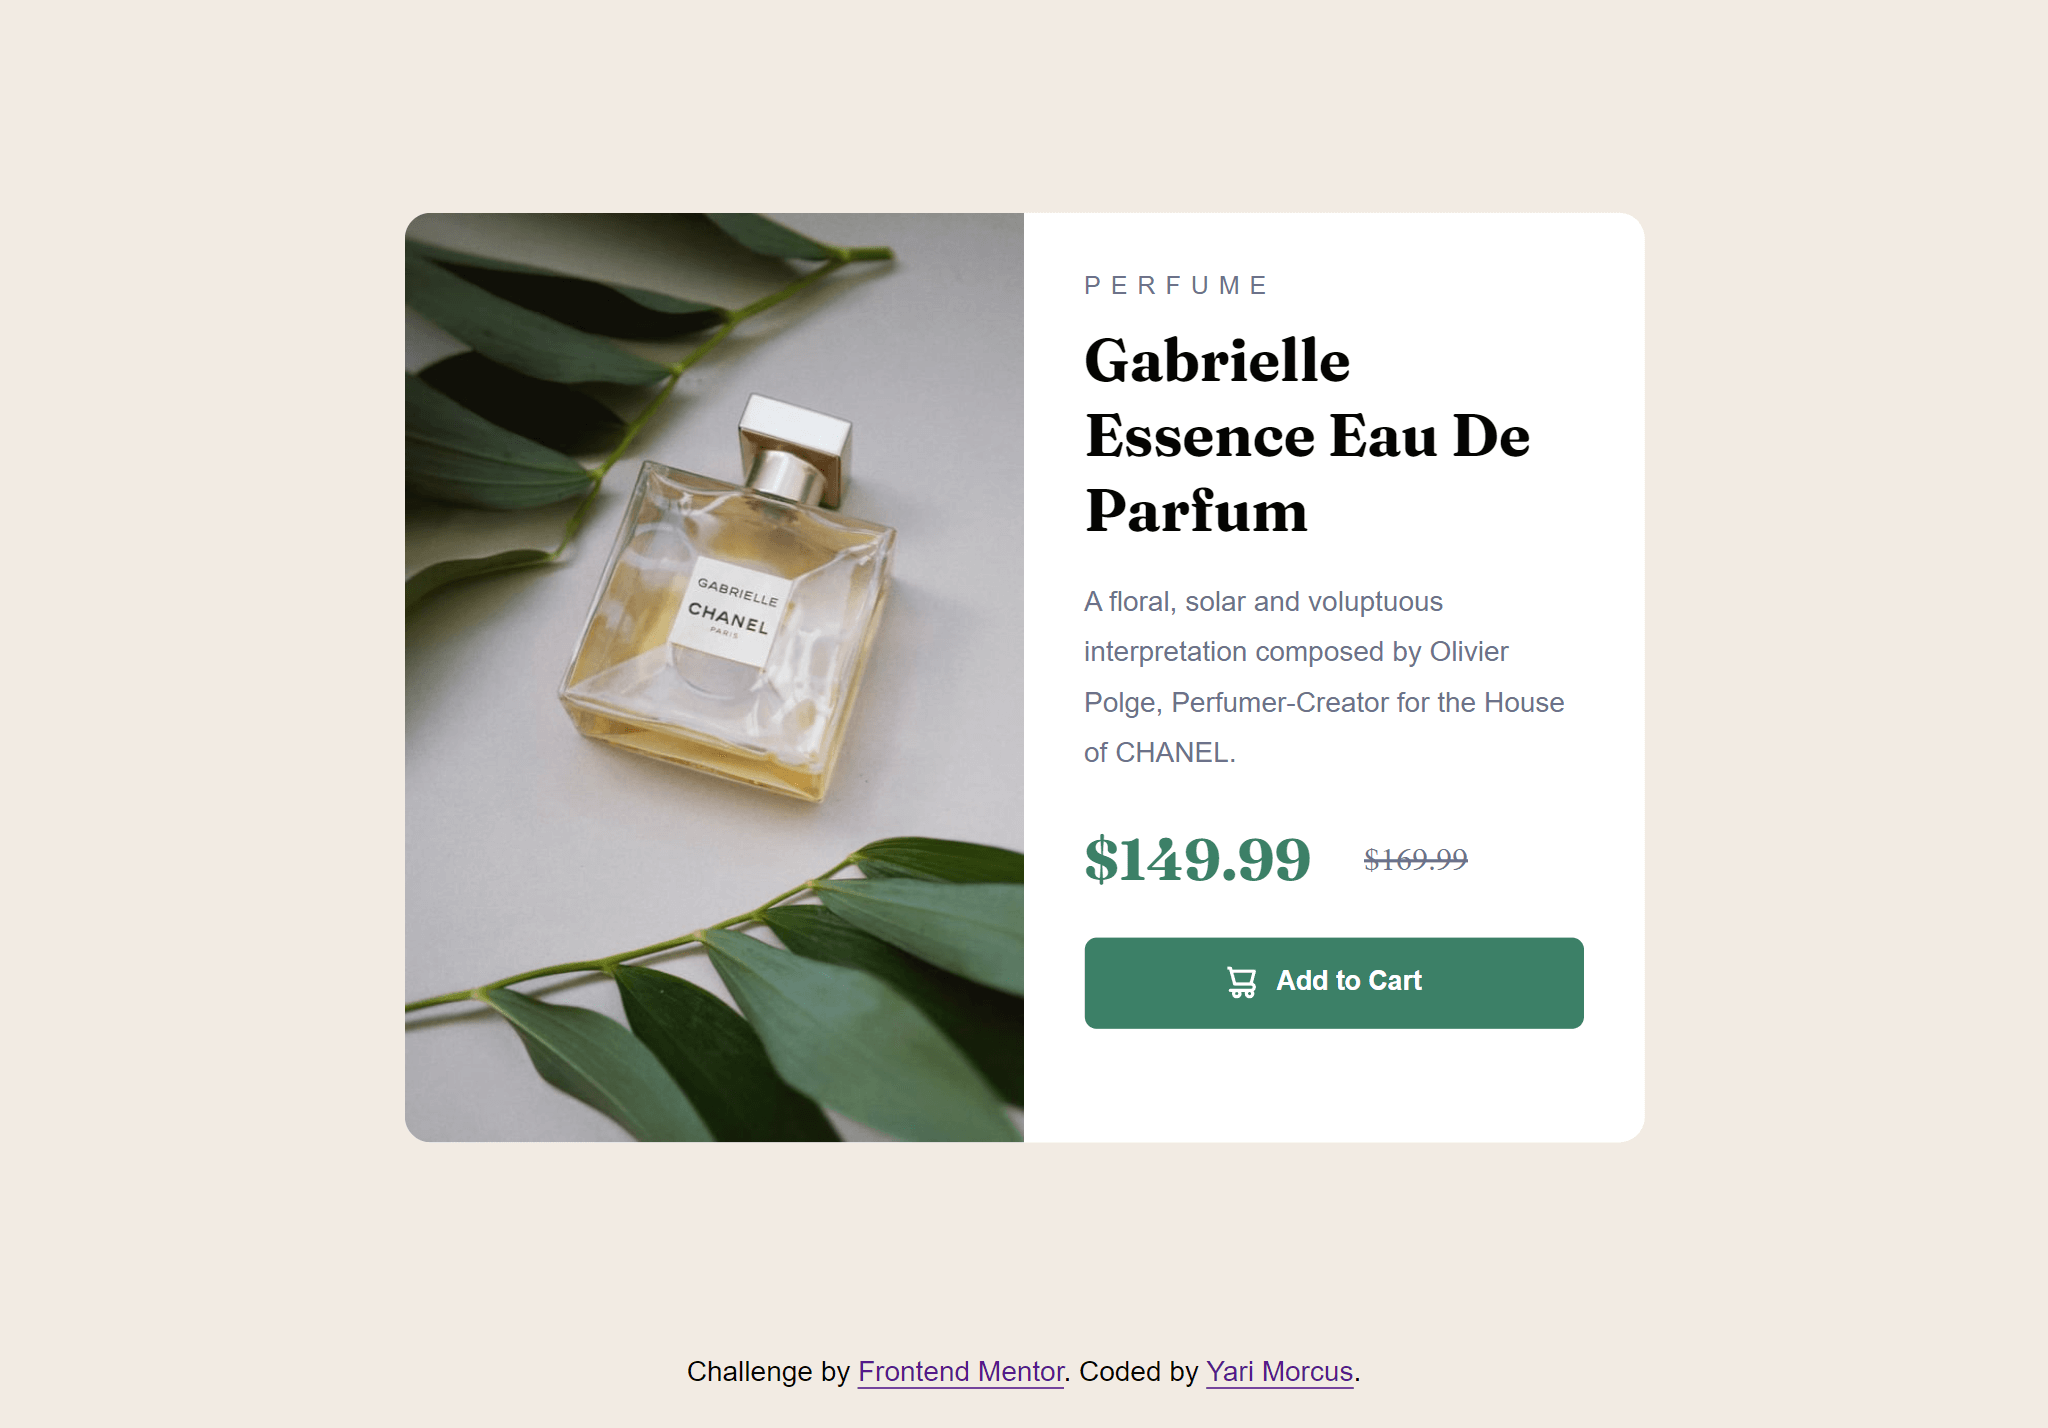 GABRIELLE
CHANEL
PARIS
PERFUME
Gabrielle
Essence Eau De
Parfum
A floral, solar and voluptuous
interpretation composed by Olivier
Polge, Perfumer-Creator for the House
of CHANEL.
$149.99 $169.99
Add to Cart
Challenge by Frontend Mentor. Coded by Yari Morcus.